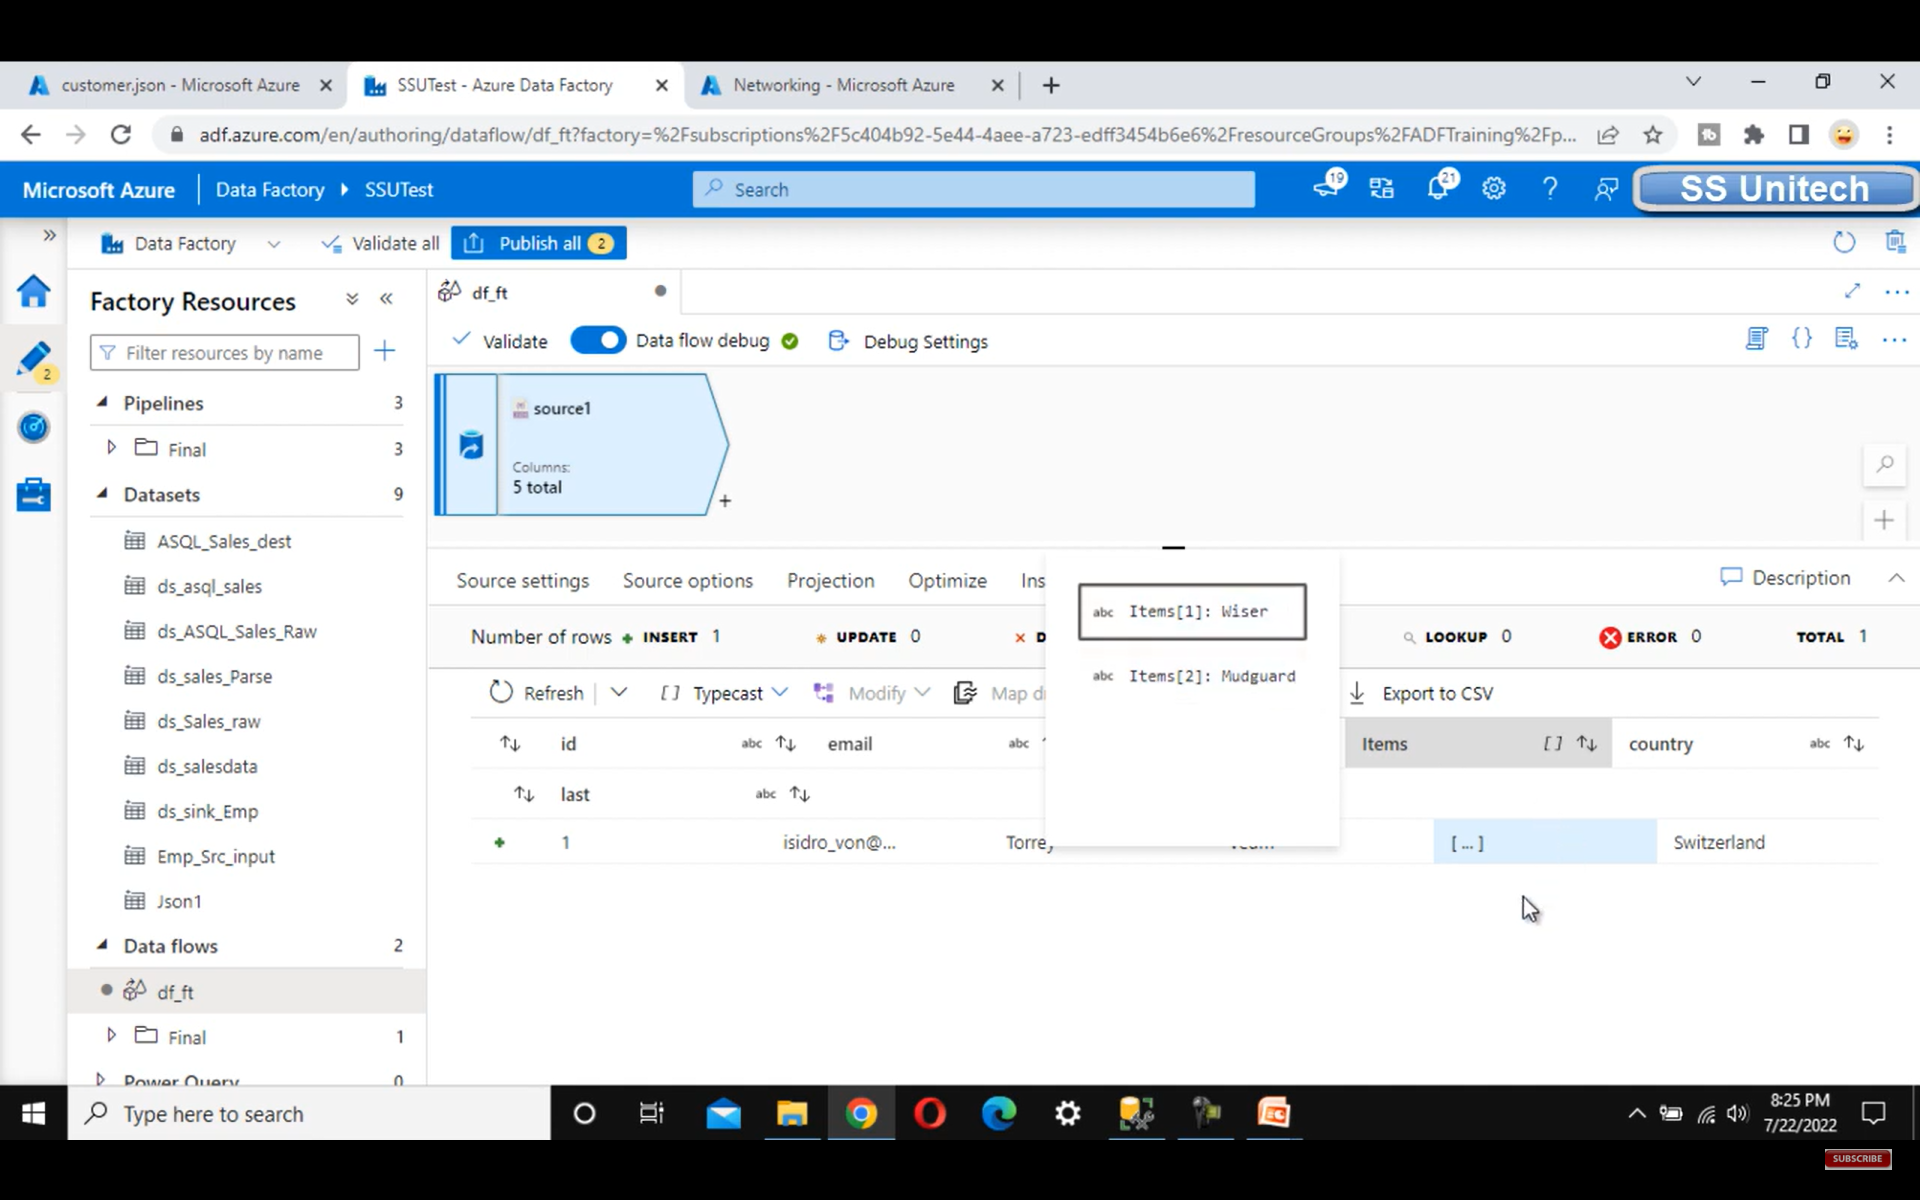 customer.json - Microsoft Azure
SSUTest - Azure Data Factory
Networking - Microsoft Azure
adf.azure.com/en/authoring/dataflow/df_ft?factory=%2Fsubscriptions%2F5c404b92-5e44-4aee-a723-edff3454b6e6%2FresourceGroups%2FADFTraining%2Fp...
Microsoft Azure
Data Factory
SSUTest
Search
19
21
SS Unitech
Data Factory
Validate all
Publish all 2
Factory Resources
df_ft
Validate
Data flow debug
Debug Settings
Filter resources by name
2
Pipelines 3
Final 3
Datasets 9
ASQL_Sales_dest
ds_asql_sales
ds_ASQL_Sales_Raw
ds_sales_Parse
ds_Sales_raw
ds_salesdata
ds_sink_Emp
Emp_Src_input
Json1
Data flows 2
df_ft
Final 1
Power Query 0
source1
Columns:
5 total
Source settings
Source options
Projection
Optimize
Ins
Description
abc Items[1]: Wiser
abc Items[2]: Mudguard
Number of rows + INSERT 1
UPDATE 0
D
LOOKUP 0
ERROR 0
TOTAL 1
Refresh
[] Typecast
Modify
Map d
Export to CSV
id abc
email abc
Items []
country abc
last abc
1 isidro_von@... Torrey [...] Switzerland
Type here to search
8:25 PM
7/22/2022
SUBSCRIBE